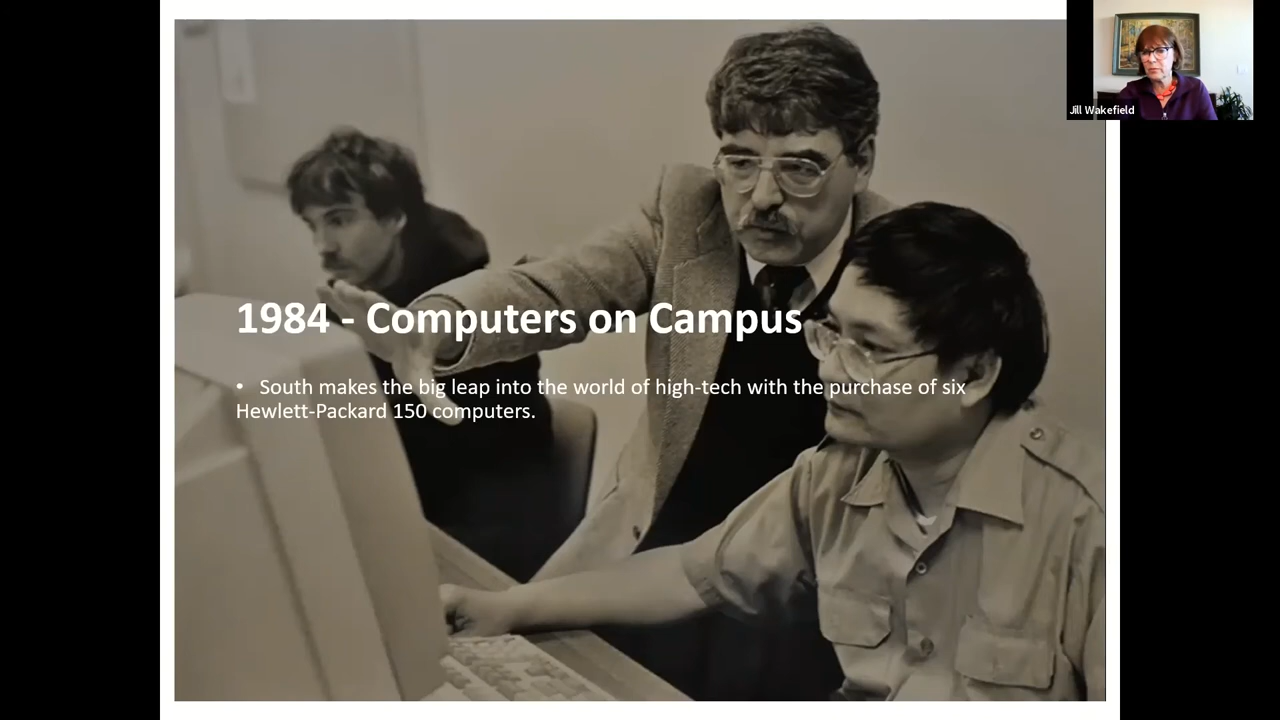 Jill Wakefield
1984 - Computers on Campus
• South makes the big leap into the world of high-tech with the purchase of six
Hewlett-Packard 150 computers.